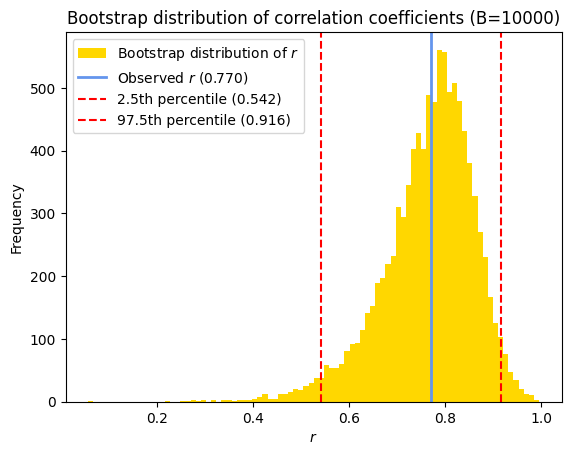 Bootstrap distribution of correlation coefficients (B=10000)
Bootstrap distribution of r
Observed r (0.770)
2.5th percentile (0.542)
97.5th percentile (0.916)
Frequency
500
400
300
200
100
0
0.2 0.4 0.6 0.8 1.0
r